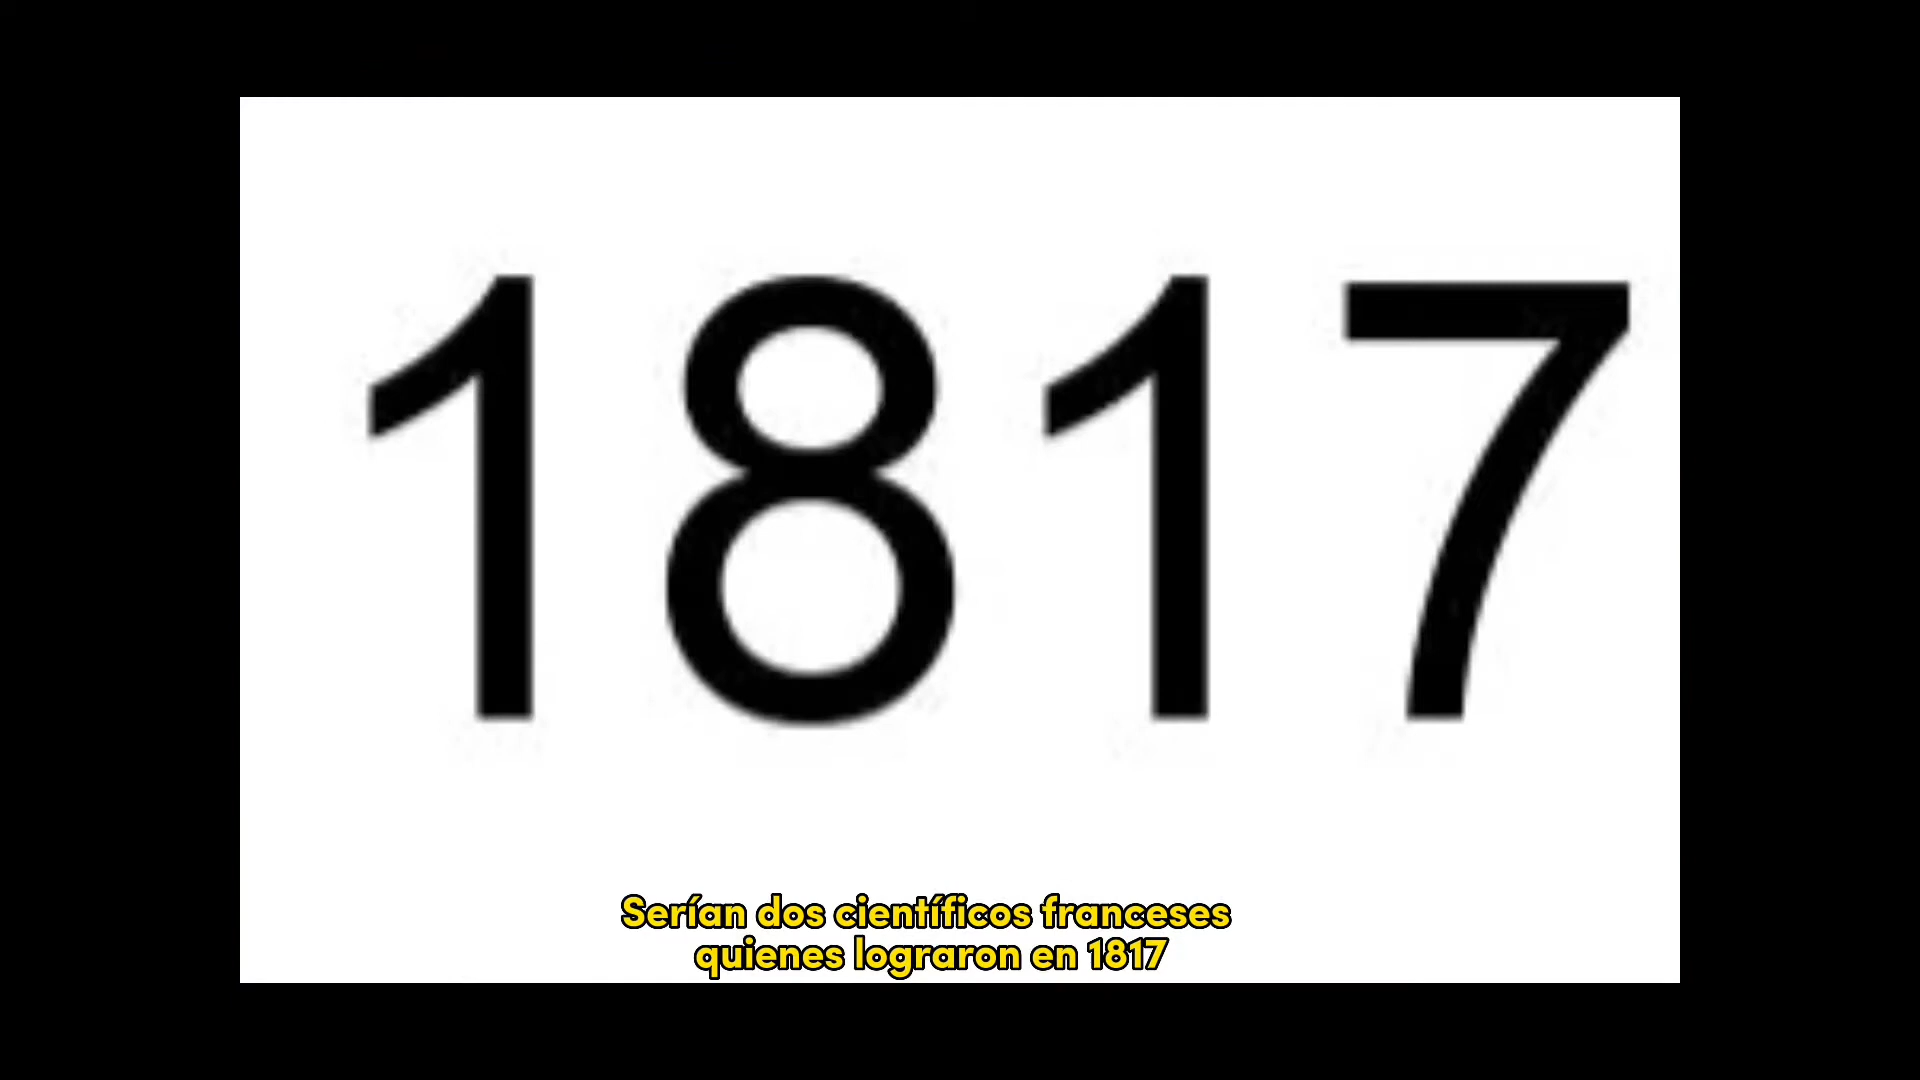 1817
Serían dos científicos franceses
quienes lograron en 1817